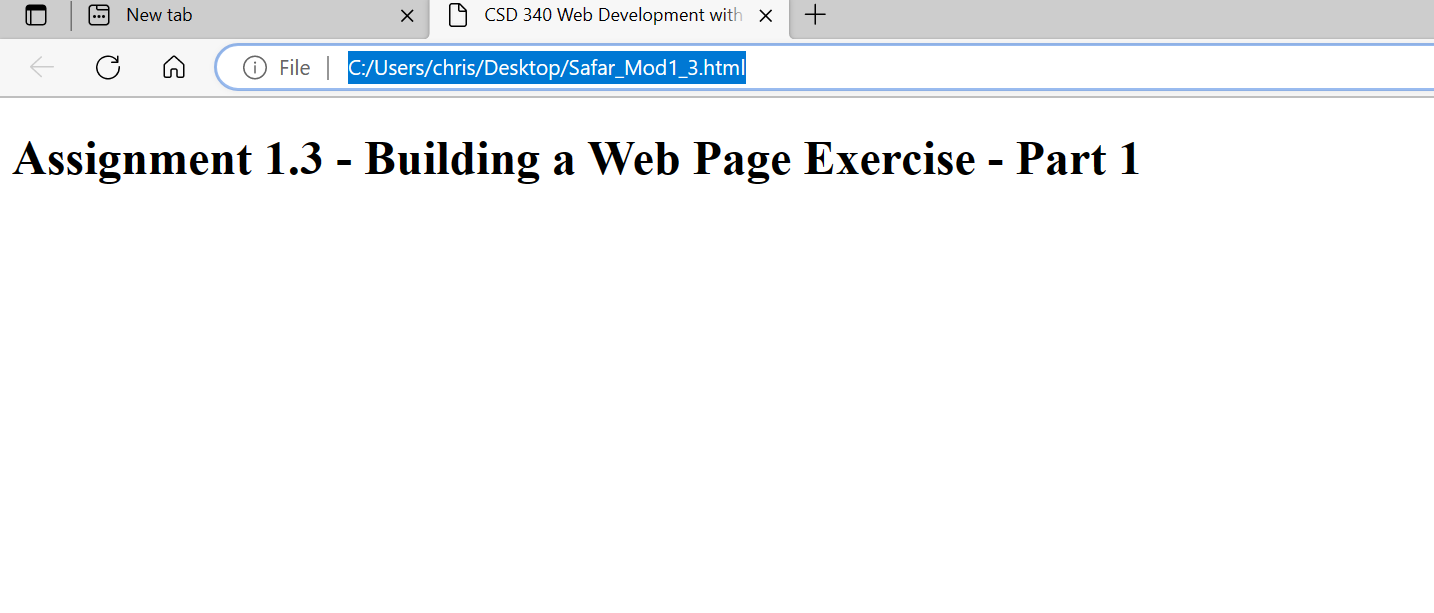 New tab
CSD 340 Web Development with
File
C:/Users/chris/Desktop/Safar_Mod1_3.html
Assignment 1.3 - Building a Web Page Exercise - Part 1